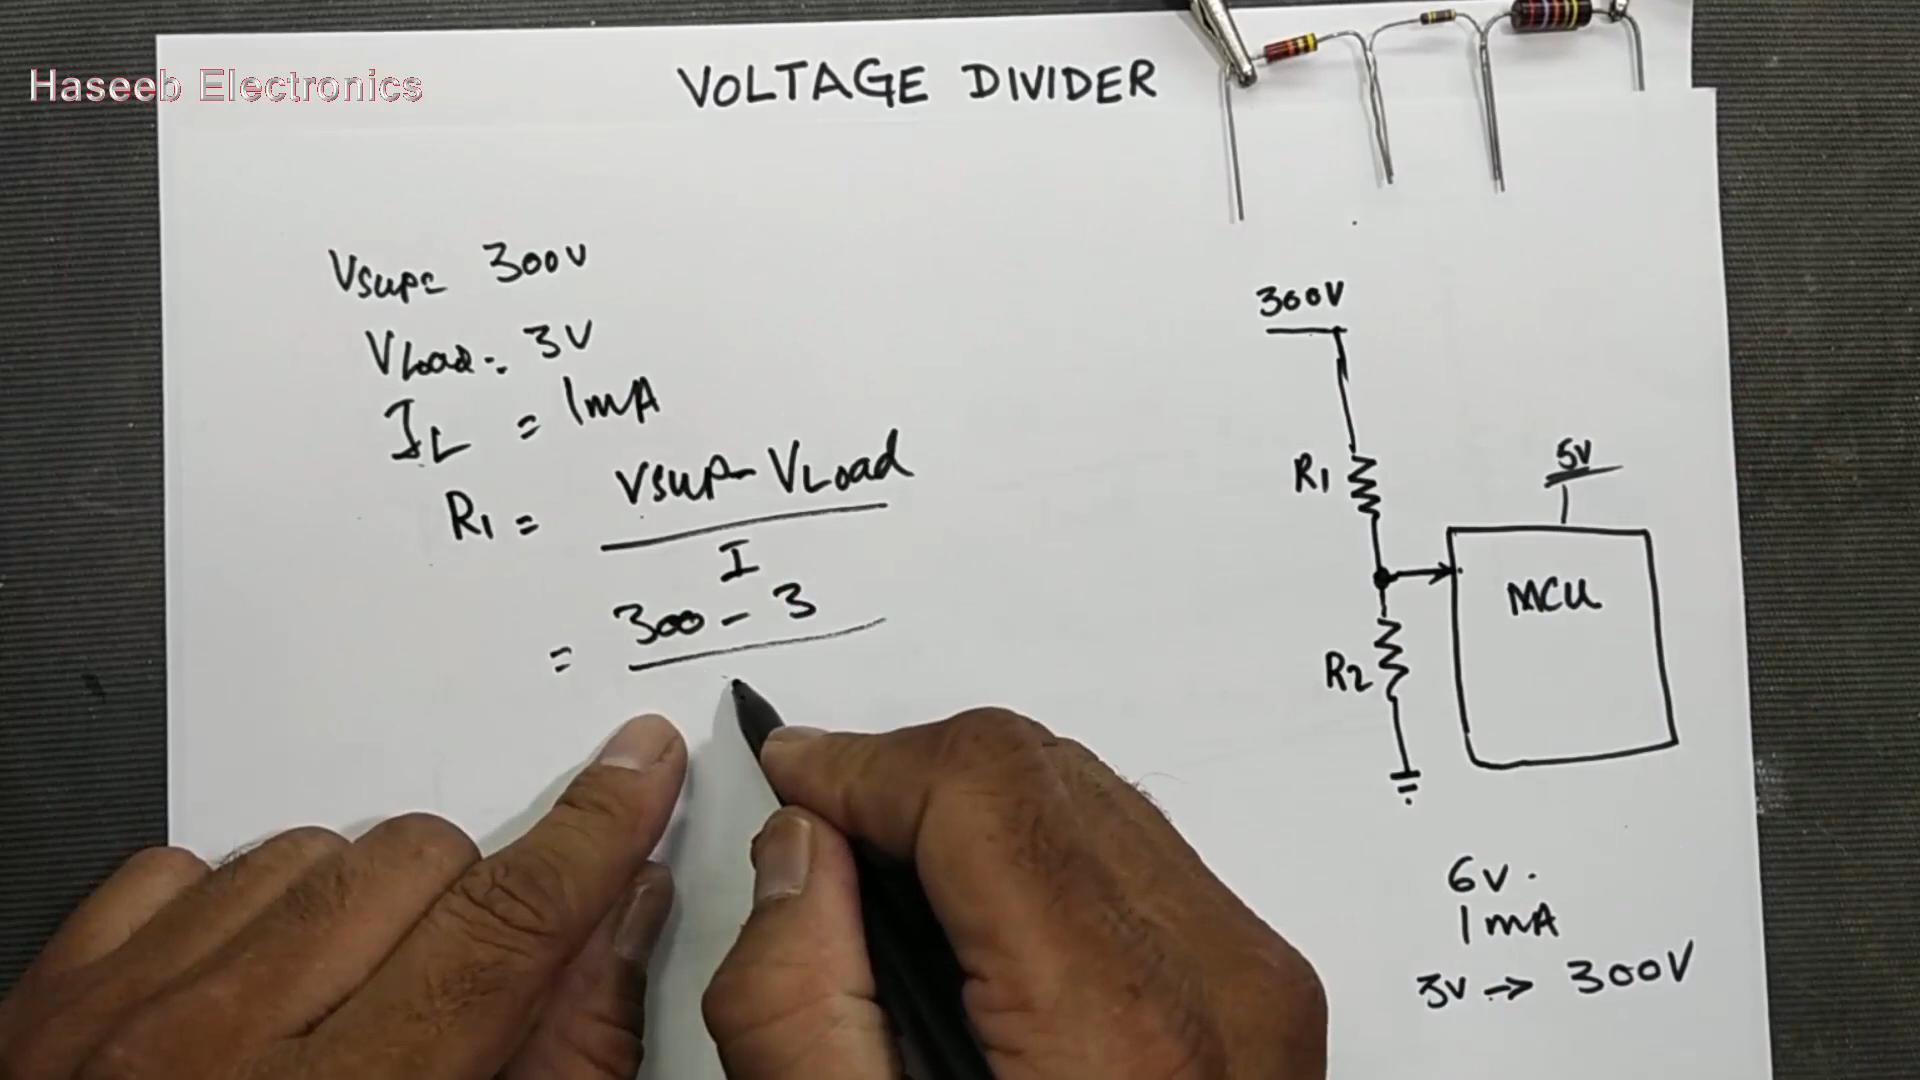 Haseeb Electronics
VOLTAGE DIVIDER
Vsup= 300V
VLoad = 3V
IL = 1mA
R1 = Vsup - VLoad
I
= 300 - 3
300V
R1
5V
MCU
R2
6V.
1mA
3V → 300V